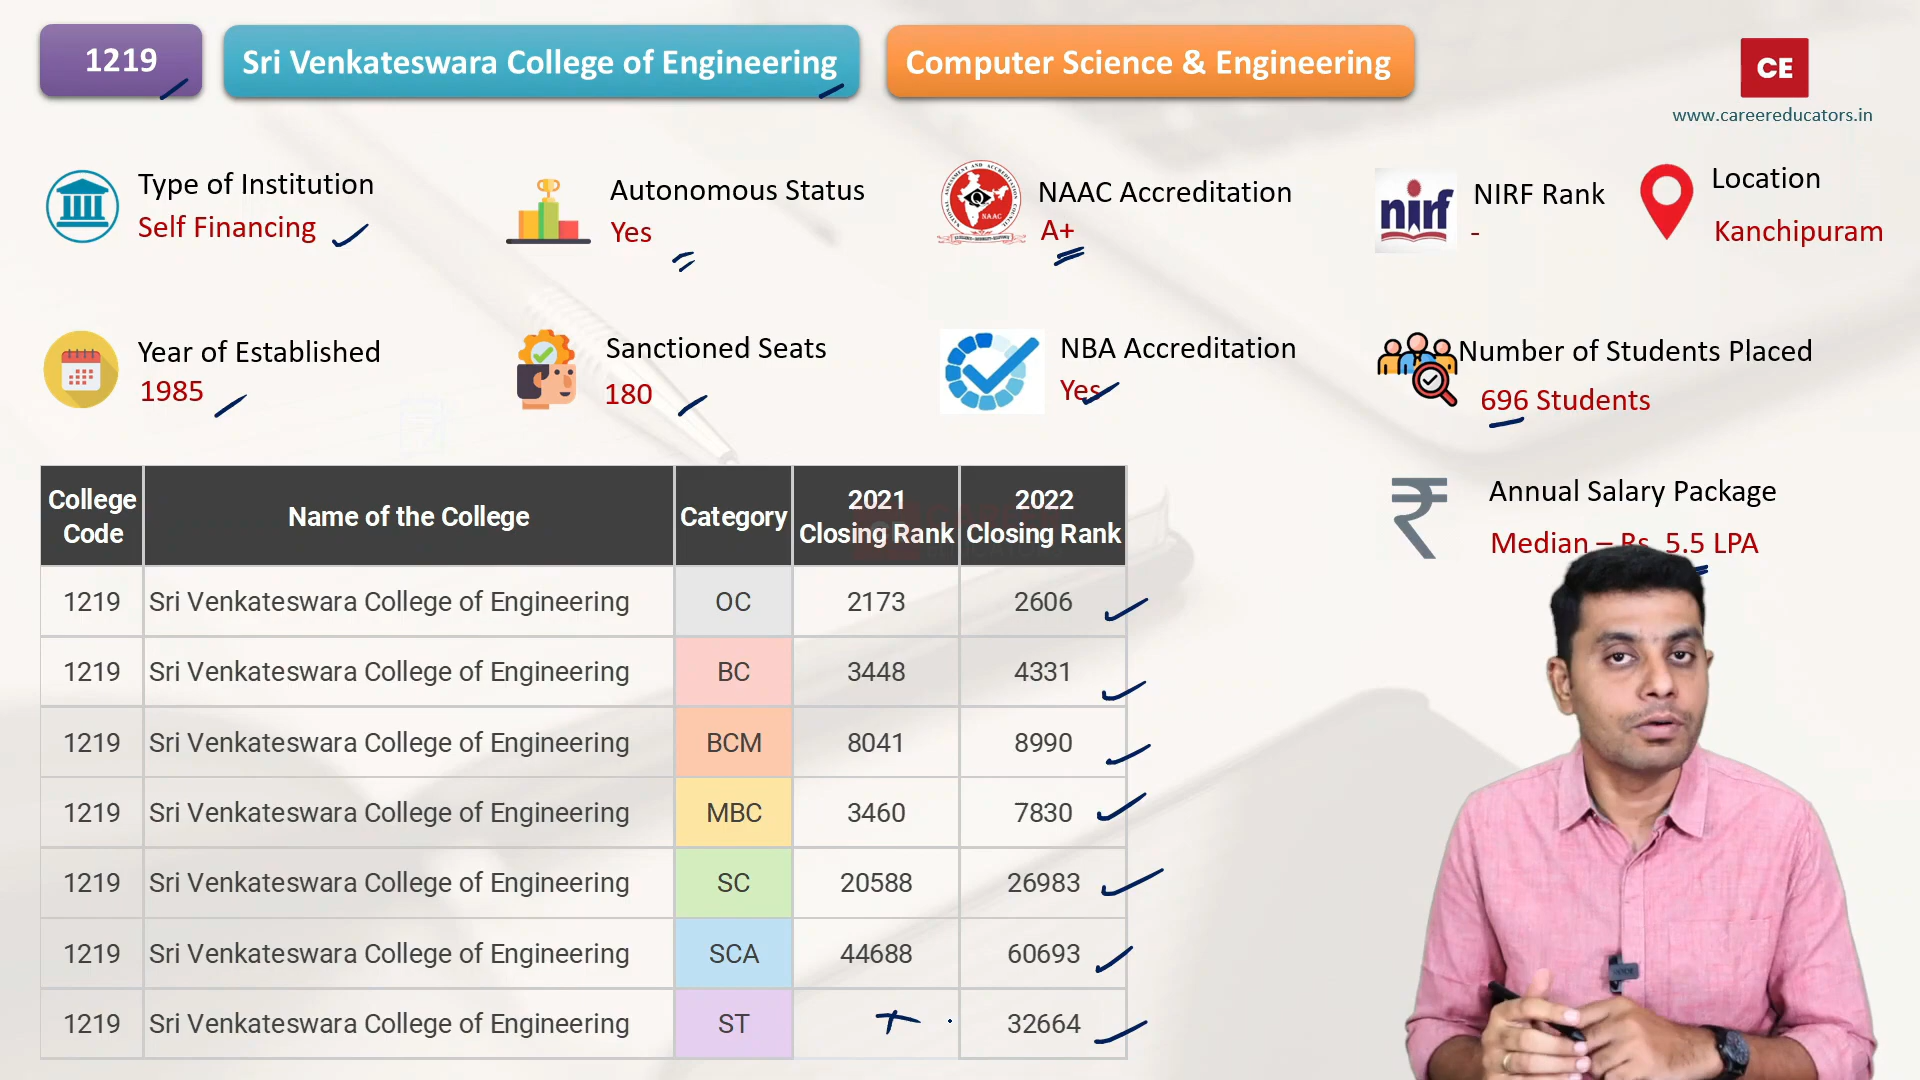 1219
Sri Venkateswara College of Engineering
Computer Science & Engineering
CE
www.careereducators.in
Type of Institution
Self Financing
Autonomous Status
Yes
NAAC
NAAC Accreditation
A+
nirf
NIRF Rank
-
Location
Kanchipuram
Year of Established
1985
Sanctioned Seats
180
NBA Accreditation
Yes
Number of Students Placed
696 Students
Annual Salary Package
Median – Rs. 5.5 LPA
College Code Name of the College Category 2021 Closing Rank 2022 Closing Rank
1219 Sri Venkateswara College of Engineering OC 2173 2606
1219 Sri Venkateswara College of Engineering BC 3448 4331
1219 Sri Venkateswara College of Engineering BCM 8041 8990
1219 Sri Venkateswara College of Engineering MBC 3460 7830
1219 Sri Venkateswara College of Engineering SC 20588 26983
1219 Sri Venkateswara College of Engineering SCA 44688 60693
1219 Sri Venkateswara College of Engineering ST 32664